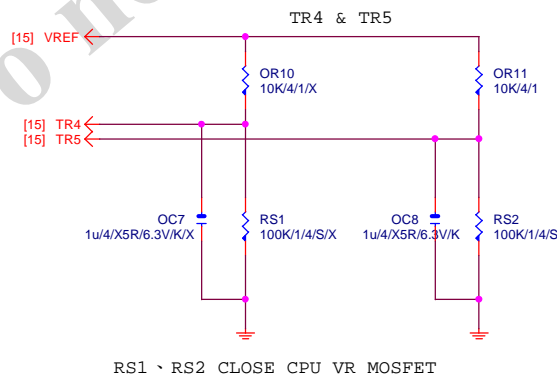 o n
TR4 & TR5
[15] VREF
OR10
10K/4/1/X
OR11
10K/4/1
[15] TR4
[15] TR5
OC7
1u/4/X5R/6.3V/K/X
RS1
100K/1/4/S/X
OC8
1u/4/X5R/6.3V/K
RS2
100K/1/4/S
RS1、RS2 CLOSE CPU VR MOSFET